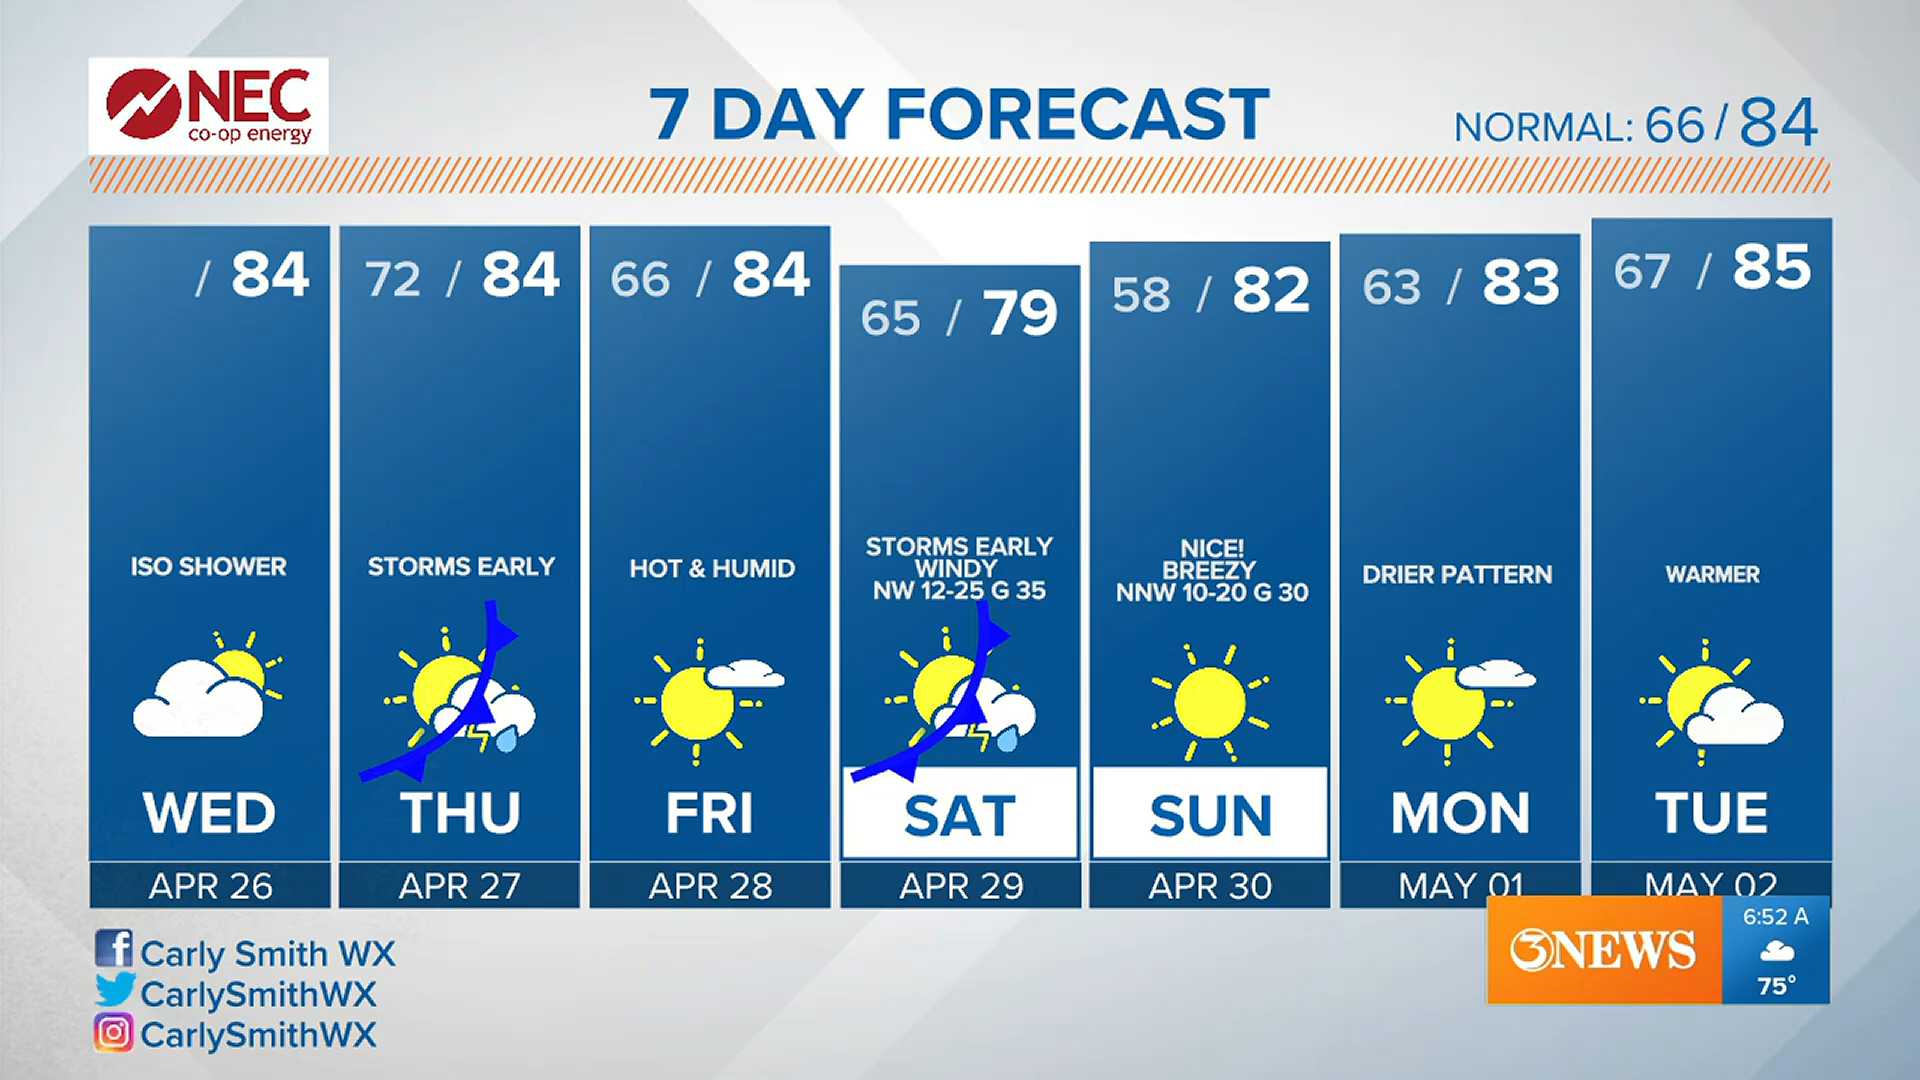 NEC
co-op energy
7 DAY FORECAST
NORMAL: 66 / 84
/ 84
ISO SHOWER
WED
APR 26
72 / 84
STORMS EARLY
THU
APR 27
66 / 84
HOT & HUMID
FRI
APR 28
65 / 79
STORMS EARLY
WINDY
NW 12-25 G 35
SAT
APR 29
58 / 82
NICE!
BREEZY
NNW 10-20 G 30
SUN
APR 30
63 / 83
DRIER PATTERN
MON
MAY 01
67 / 85
WARMER
TUE
MAY 02
Carly Smith WX
CarlySmithWX
CarlySmithWX
3NEWS
6:52 A
75°